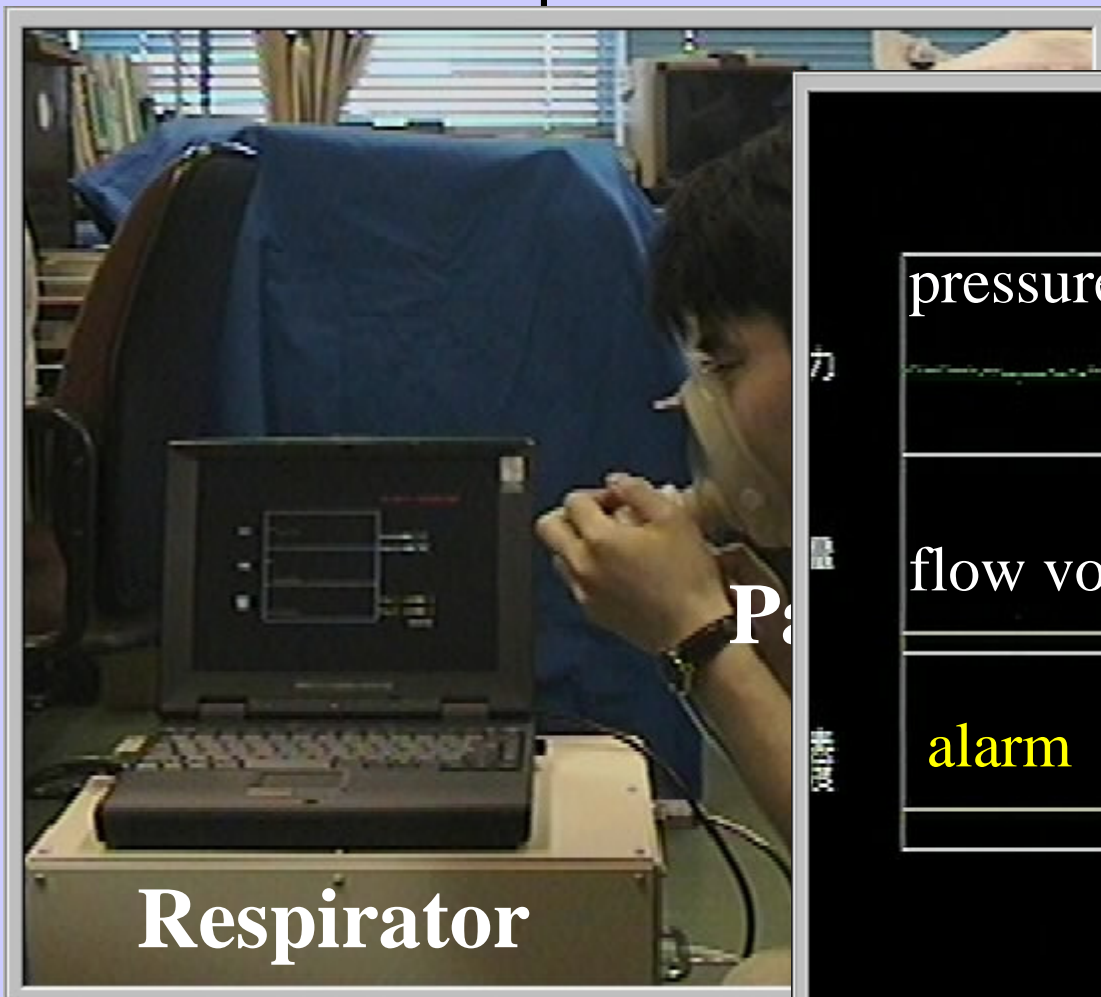 pressure
力
flow vo
量
Pa
alarm
Respirator